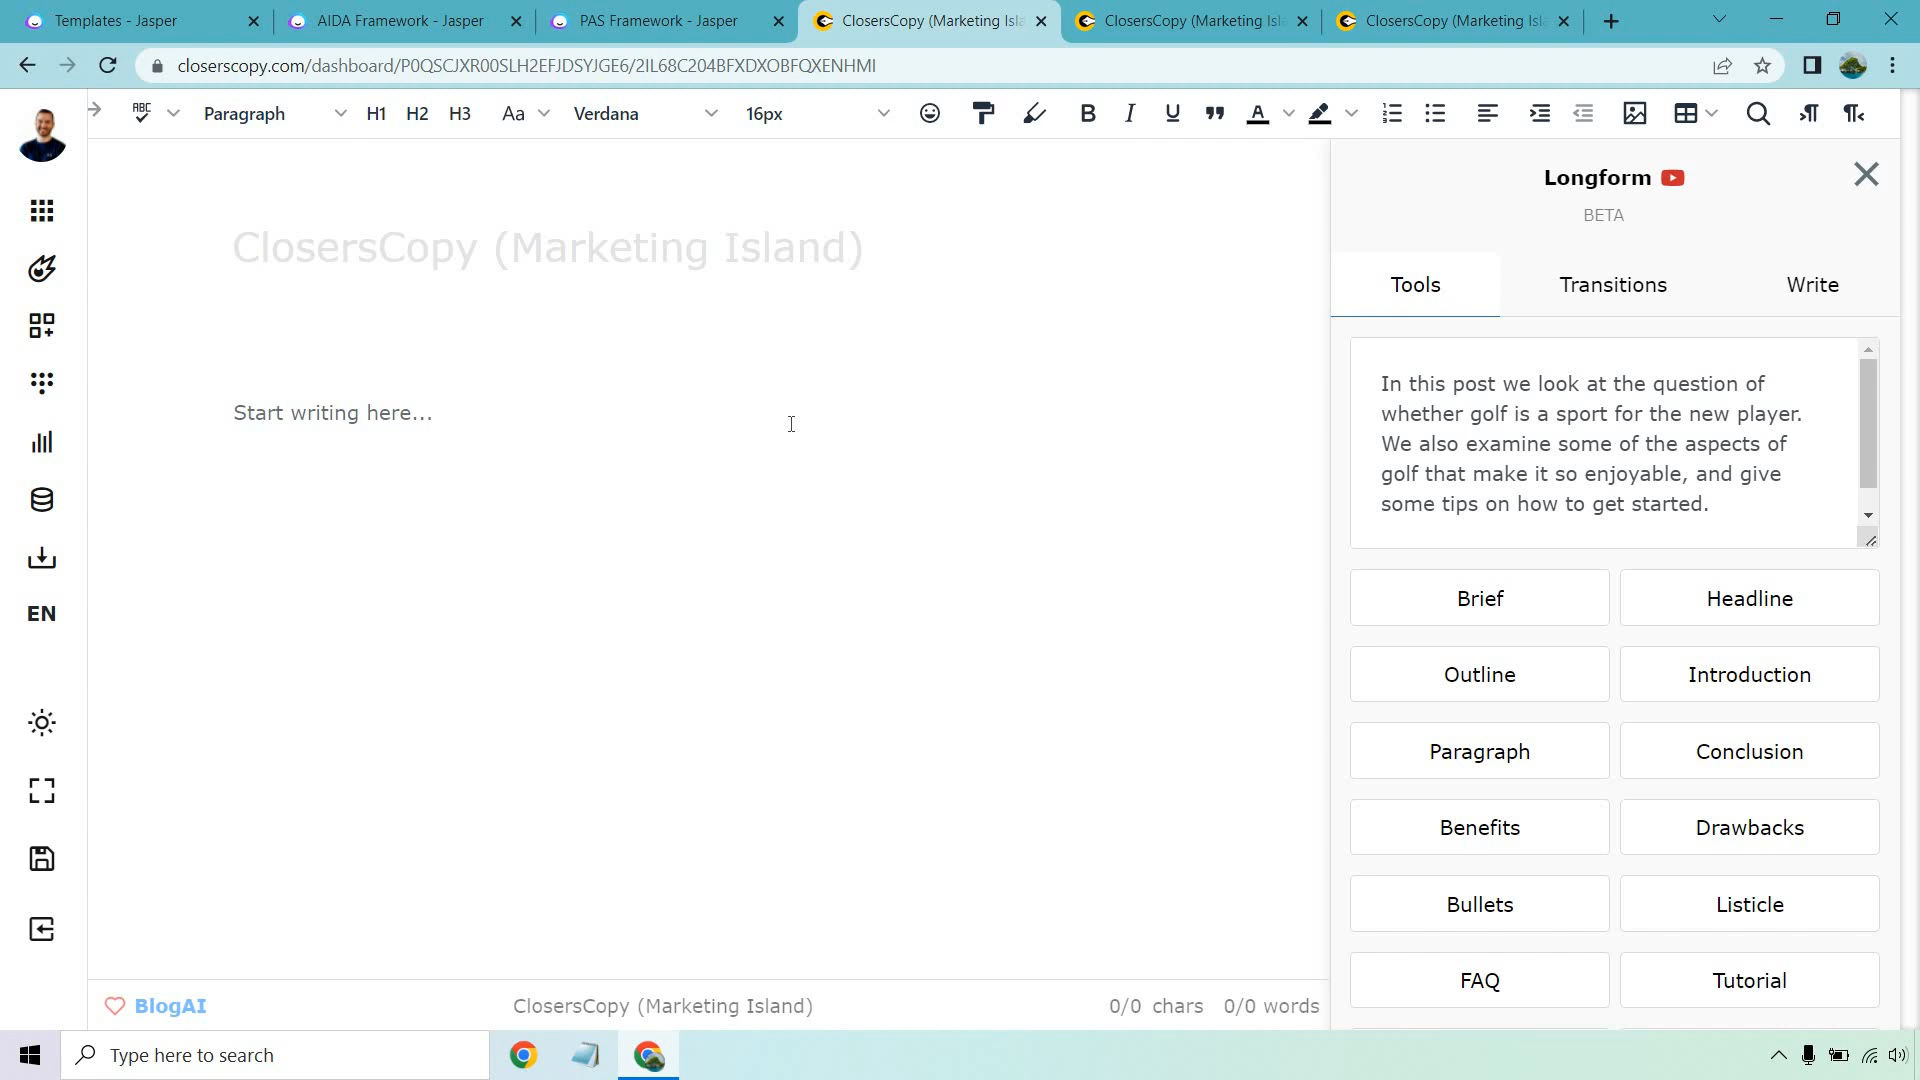 Templates - Jasper
AIDA Framework - Jasper
PAS Framework - Jasper
ClosersCopy (Marketing Isla
ClosersCopy (Marketing Isla
ClosersCopy (Marketing Isla
closerscopy.com/dashboard/P0QSCJXR00SLH2EFJDSYJGE6/2IL68C204BFXDXOBFQXENHMI
ABC
Paragraph
H1
H2
H3
Aa
Verdana
16px
B
I
U
A
Longform
BETA
ClosersCopy (Marketing Island)
Tools
Transitions
Write
In this post we look at the question of
whether golf is a sport for the new player.
We also examine some of the aspects of
golf that make it so enjoyable, and give
some tips on how to get started.
Start writing here...
Brief
Headline
EN
Outline
Introduction
Paragraph
Conclusion
Benefits
Drawbacks
Bullets
Listicle
FAQ
Tutorial
BlogAI
ClosersCopy (Marketing Island)
0/0 chars
0/0 words
Type here to search